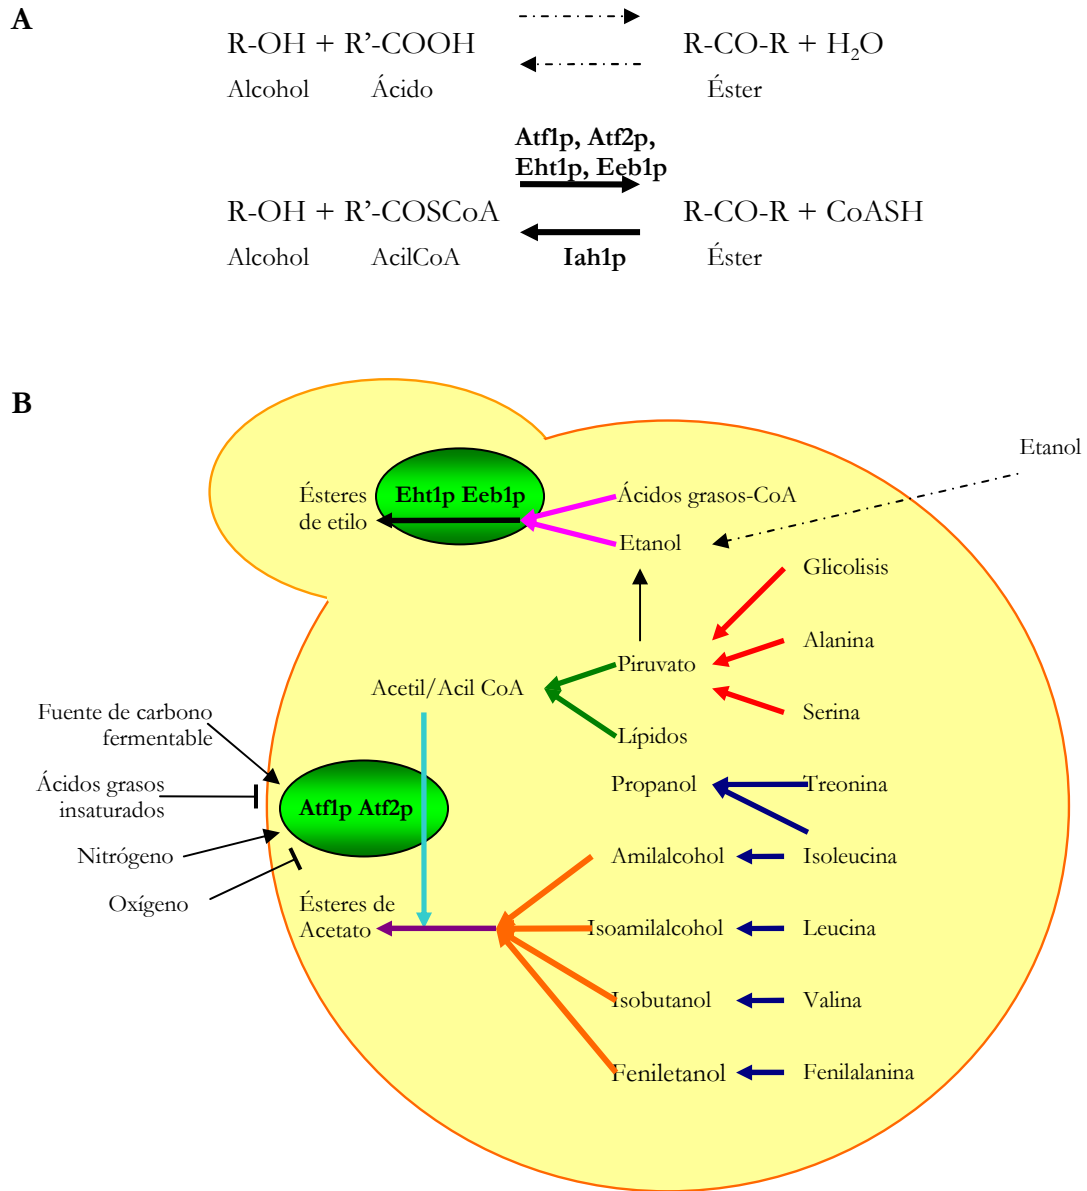 A
R-OH + R’-COOH
R-CO-R + H₂O
Alcohol
Ácido
Éster
Atf1p, Atf2p,
Eht1p, Eeb1p
R-OH + R’-COSCoA
R-CO-R + CoASH
Alcohol
AcilCoA
Iah1p
Éster
B
Etanol
Ésteres
de etilo
Eht1p Eeb1p
Ácidos grasos-CoA
Etanol
Glicolisis
Alanina
Piruvato
Acetil/Acil CoA
Serina
Lípidos
Fuente de carbono
fermentable
Ácidos grasos
insaturados
Atf1p Atf2p
Propanol
Treonina
Nitrógeno
Amilalcohol
Isoleucina
Oxígeno
Ésteres de
Acetato
Isoamilalcohol
Leucina
Isobutanol
Valina
Feniletanol
Fenilalanina